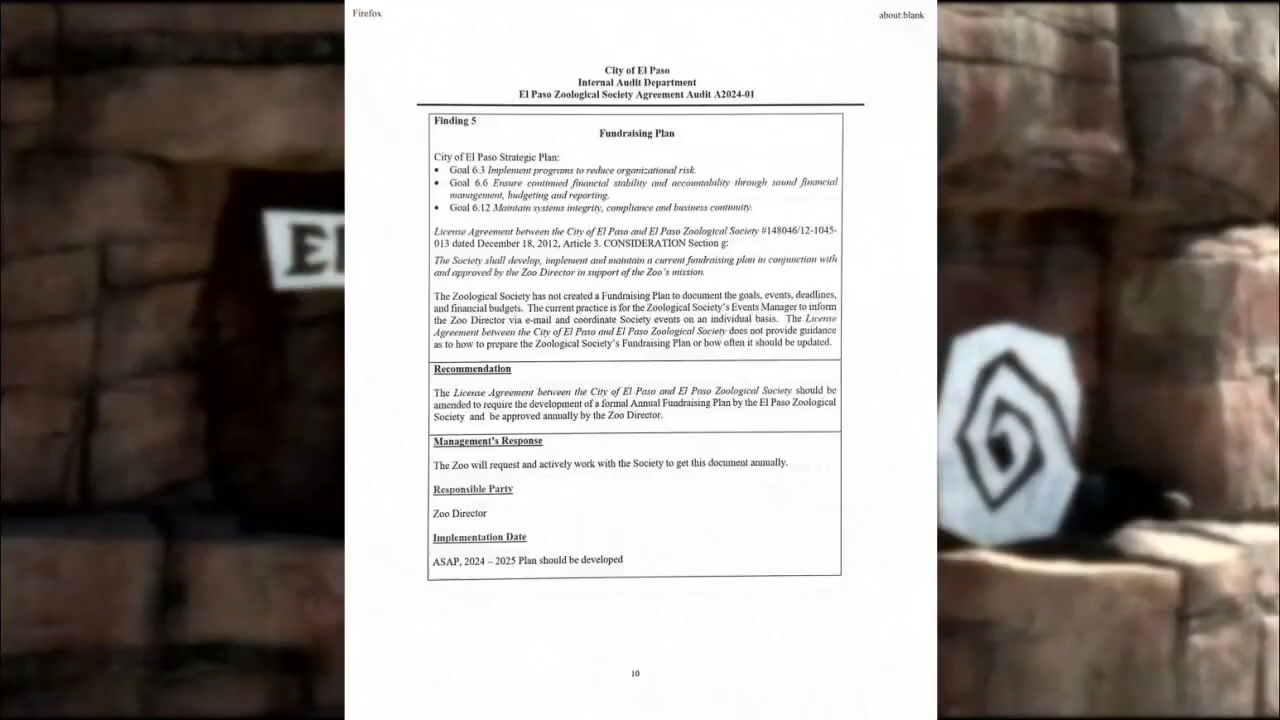 Firefox
about:blank
City of El Paso
Internal Audit Department
El Paso Zoological Society Agreement Audit A2024-01
Finding 5
Fundraising Plan
City of El Paso Strategic Plan:
• Goal 6.3 Implement programs to reduce organizational risk.
• Goal 6.6 Ensure continued financial stability and accountability through sound financial
management, budgeting and reporting.
• Goal 6.12 Maintain systems integrity, compliance and business continuity.
License Agreement between the City of El Paso and El Paso Zoological Society #148046/12-1045-
013 dated December 18, 2012, Article 3. CONSIDERATION Section g:
The Society shall develop, implement and maintain a current fundraising plan in conjunction with
and approved by the Zoo Director in support of the Zoo's mission.
The Zoological Society has not created a Fundraising Plan to document the goals, events, deadlines,
and financial budgets. The current practice is for the Zoological Society's Events Manager to inform
the Zoo Director via e-mail and coordinate Society events on an individual basis. The License
Agreement between the City of El Paso and El Paso Zoological Society does not provide guidance
as to how to prepare the Zoological Society's Fundraising Plan or how often it should be updated.
Recommendation
The License Agreement between the City of El Paso and El Paso Zoological Society should be
amended to require the development of a formal Annual Fundraising Plan by the El Paso Zoological
Society and be approved annually by the Zoo Director.
Management's Response
The Zoo will request and actively work with the Society to get this document annually.
Responsible Party
Zoo Director
Implementation Date
ASAP, 2024 – 2025 Plan should be developed
10
El